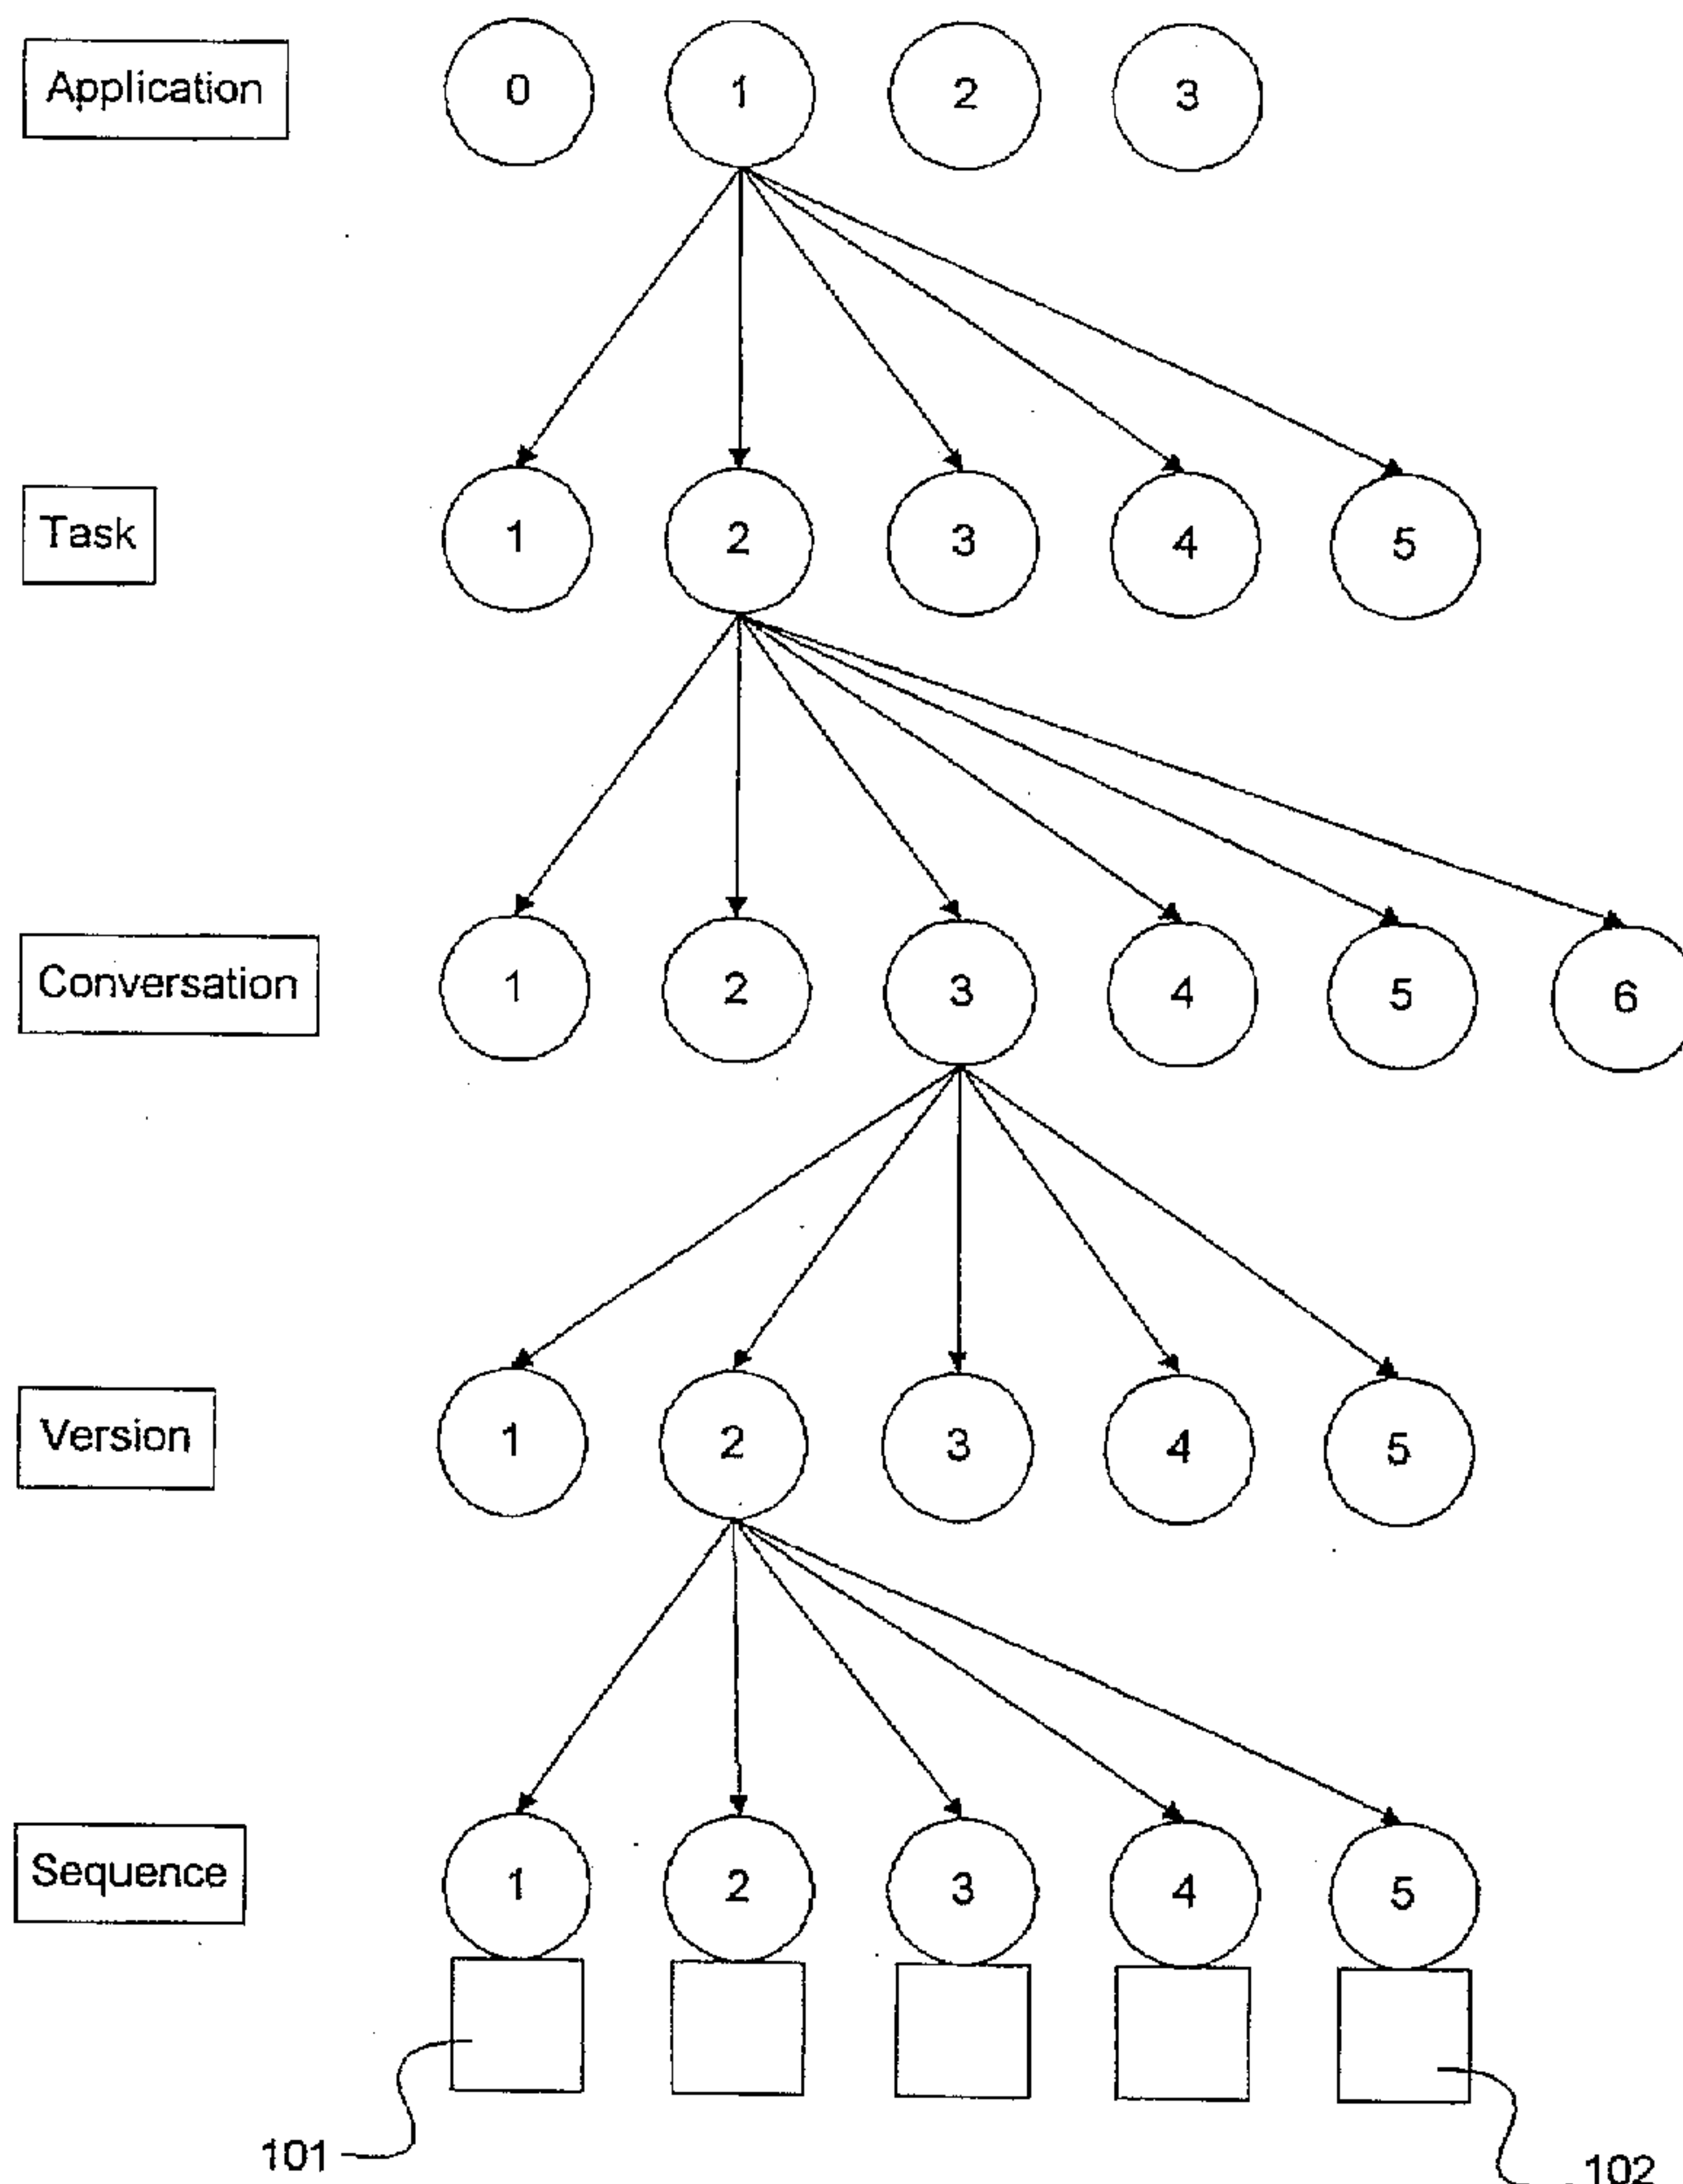 Application 0 1 2 3
Task 1 2 3 4 5
Conversation 1 2 3 4 5 6
Version 1 2 3 4 5
Sequence 1 2 3 4 5
101 102